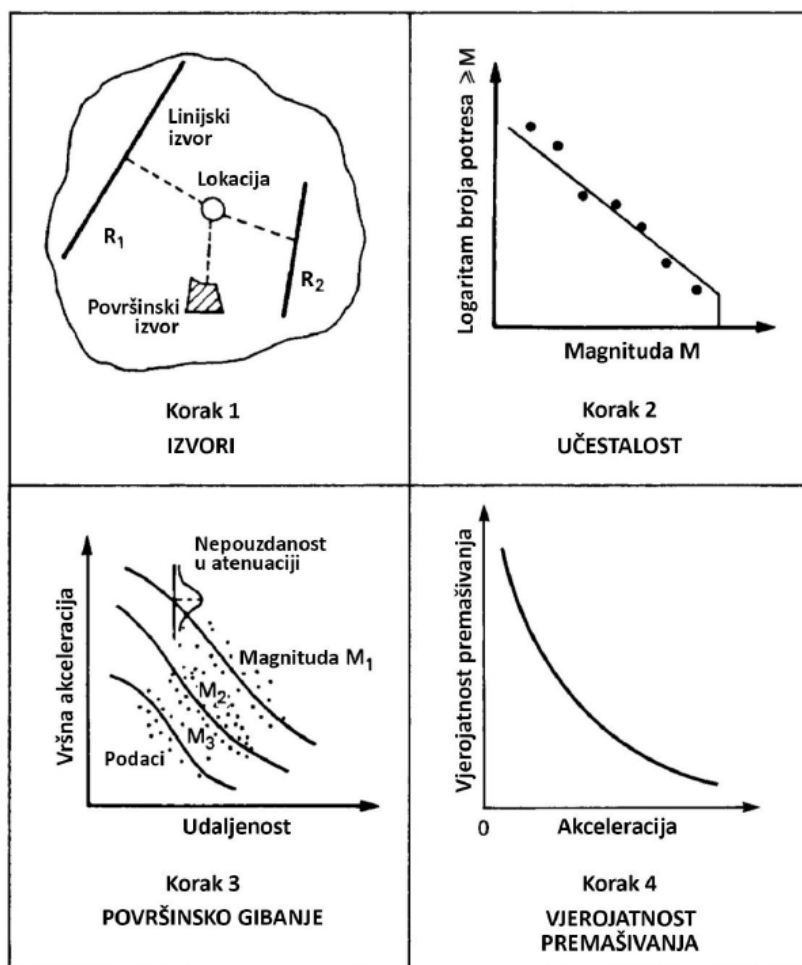 Linijski
izvor
Lokacija
R1
R2
Površinski
izvor
Korak 1
IZVORI
Logaritam broja potresa ⩾ M
Magnituda M
Korak 2
UČESTALOST
Nepouzdanost
u atenuaciji
Vršna akceleracija
Magnituda M1
M2
M3
Podaci
Udaljenost
Korak 3
POVRŠINSKO GIBANJE
Vjerojatnost premašivanja
0
Akceleracija
Korak 4
VJEROJATNOST
PREMAŠIVANJA